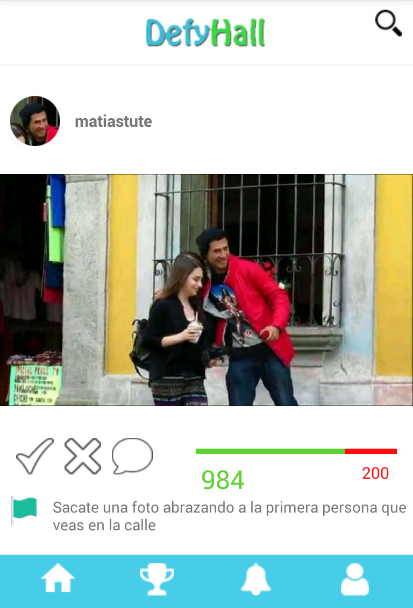 DefyHall
matiastute
984
200
Sacate una foto abrazando a la primera persona que
veas en la calle